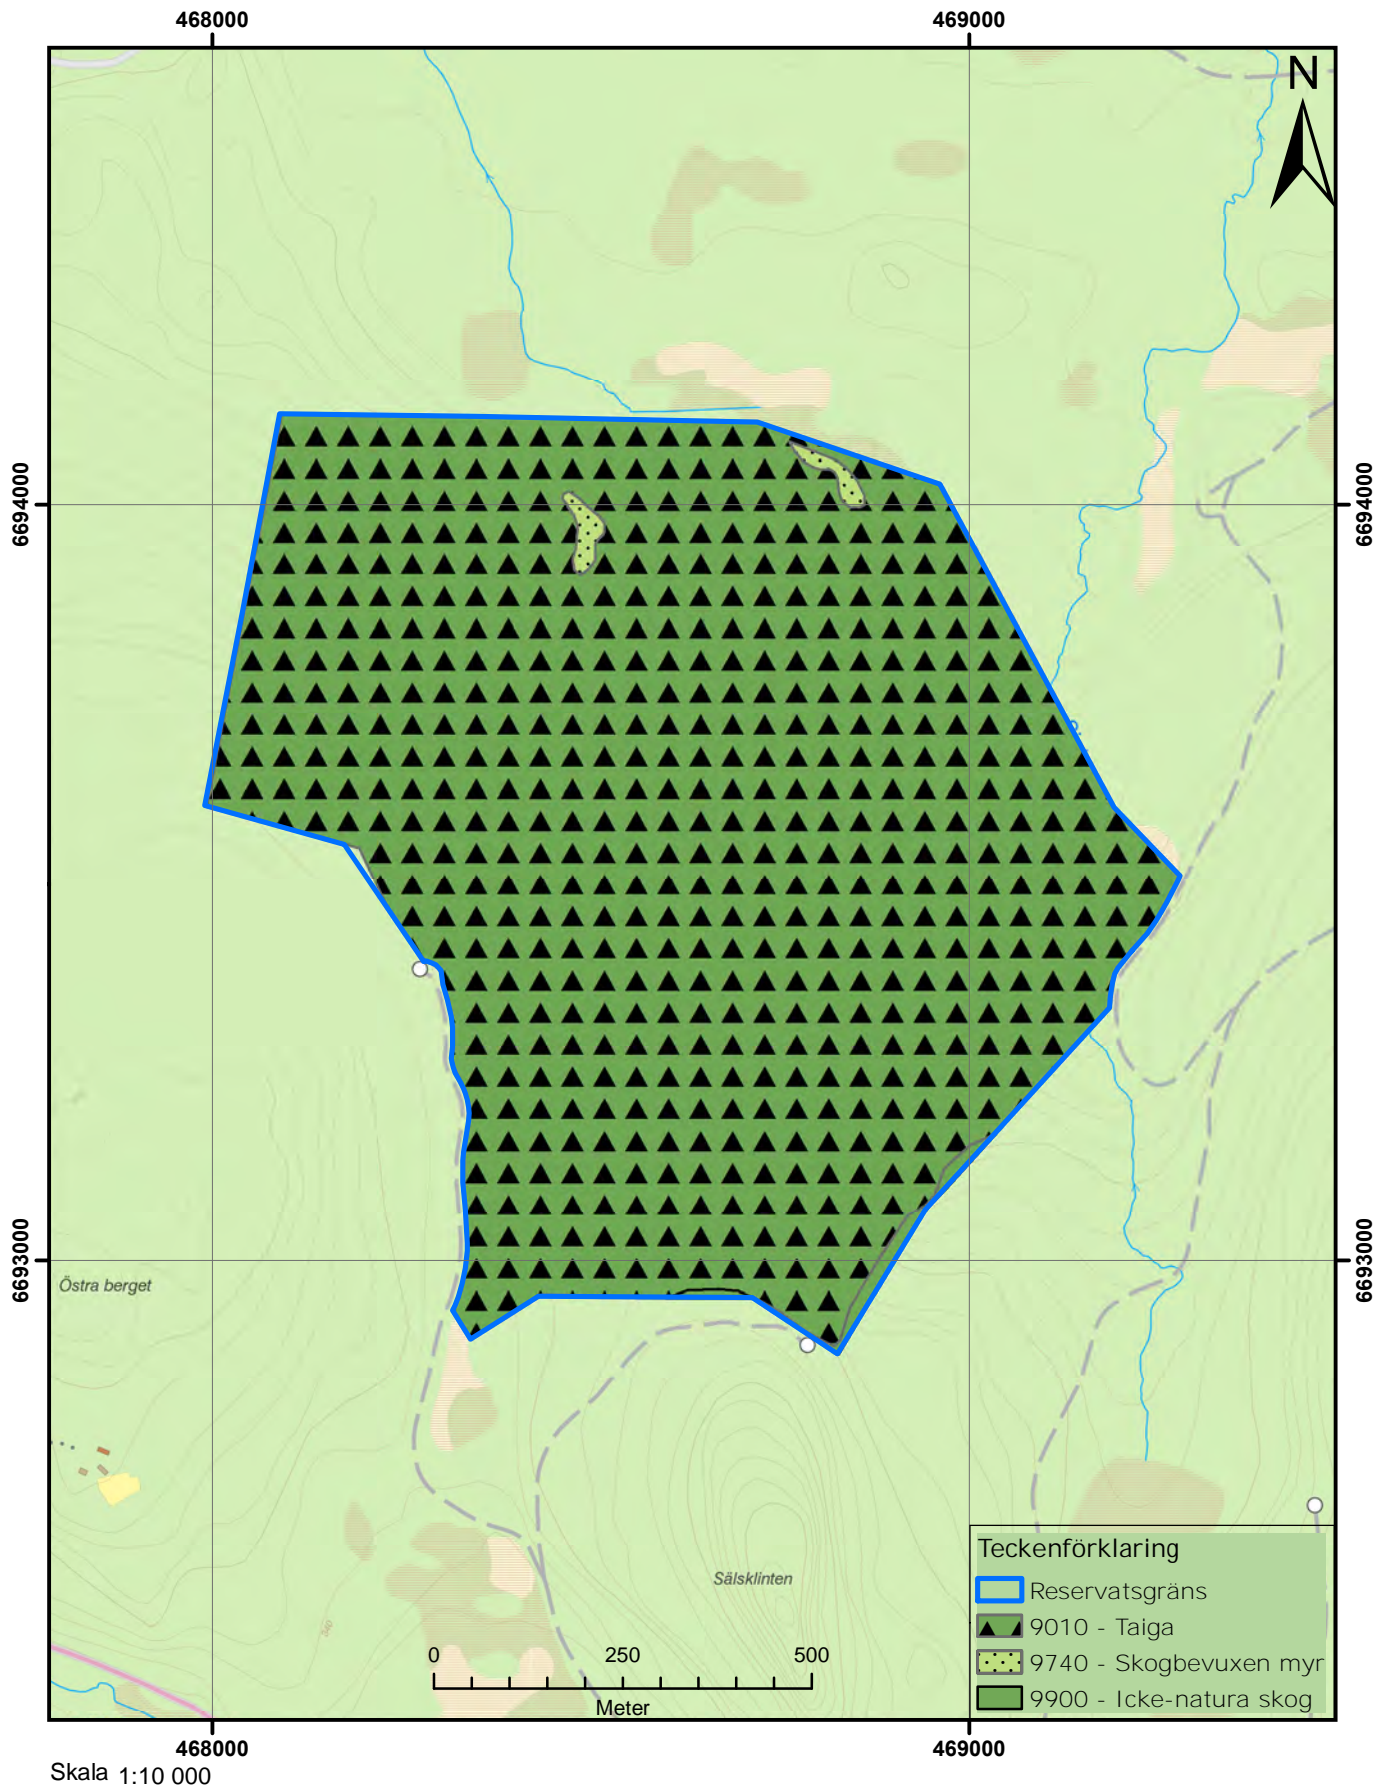 468000 469000
N
6694000 6694000
6693000 6693000
Östra berget
Sälsklinten
340
Teckenförklaring
Reservatsgräns
9010 - Taiga
9740 - Skogbevuxen myr
9900 - Icke-natura skog
0 250 500
Meter
468000 469000
Skala 1:10 000